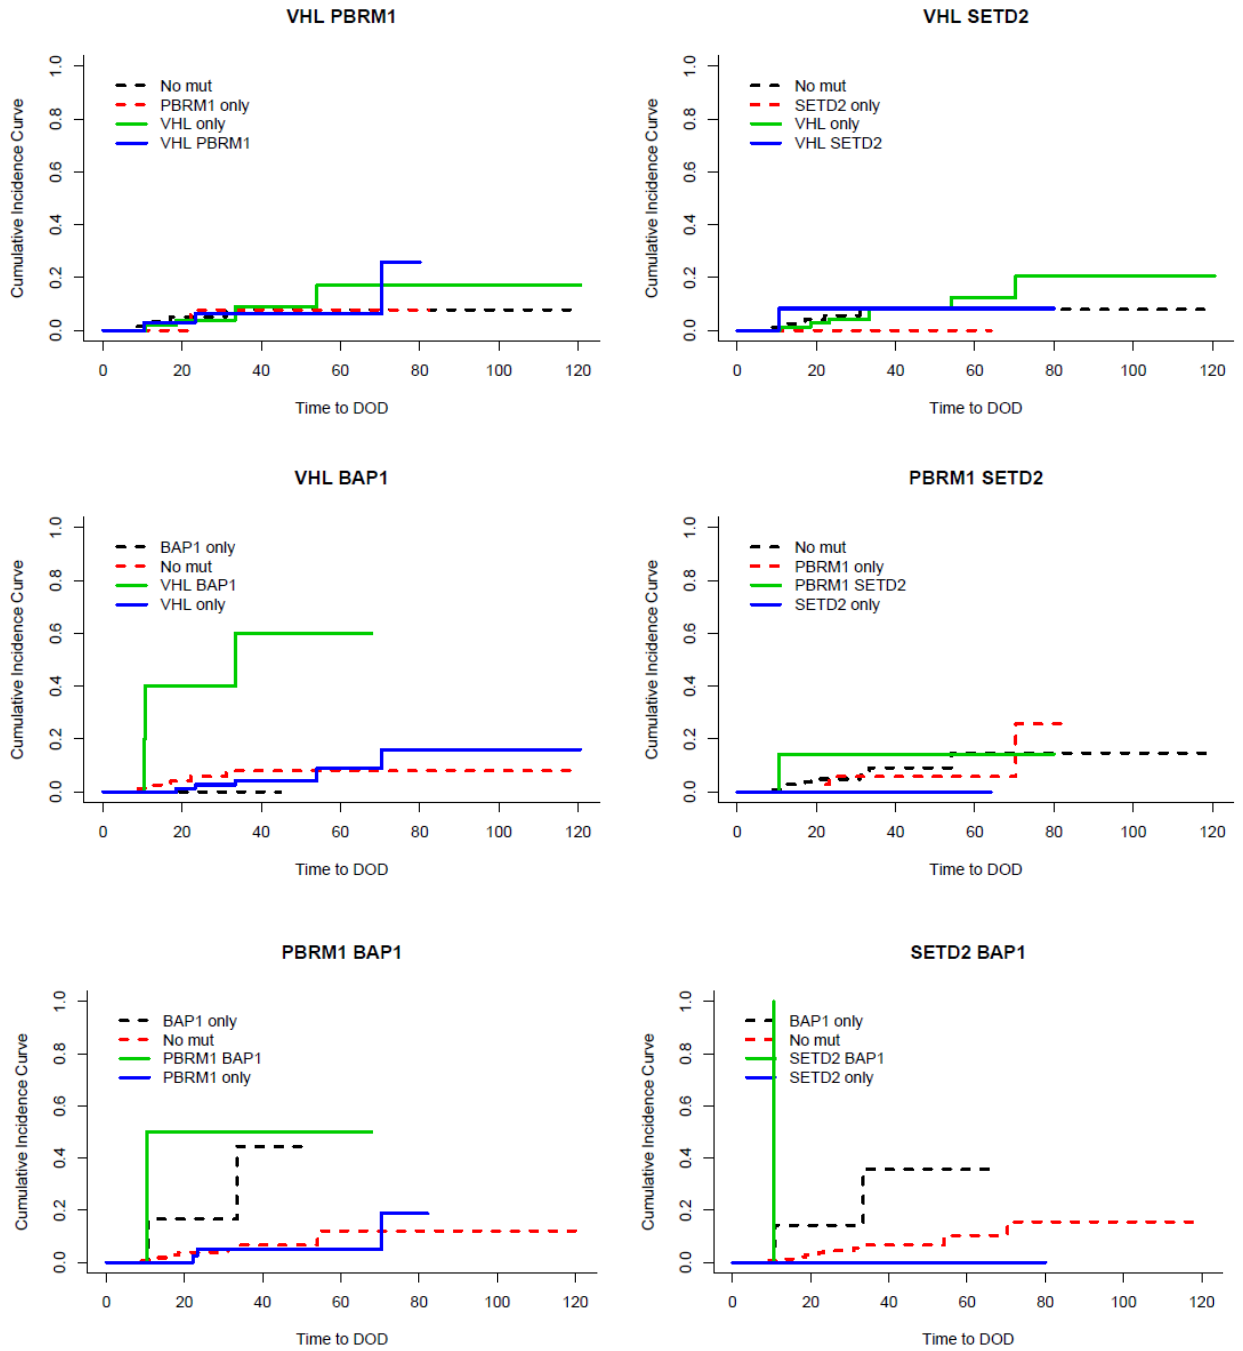 VHL PBRM1
Cumulative Incidence Curve
1.0
0.8
0.6
0.4
0.2
0.0
No mut
PBRM1 only
VHL only
VHL PBRM1
0 20 40 60 80 100 120
Time to DOD
VHL SETD2
Cumulative Incidence Curve
1.0
0.8
0.6
0.4
0.2
0.0
No mut
SETD2 only
VHL only
VHL SETD2
0 20 40 60 80 100 120
Time to DOD
VHL BAP1
Cumulative Incidence Curve
1.0
0.8
0.6
0.4
0.2
0.0
BAP1 only
No mut
VHL BAP1
VHL only
0 20 40 60 80 100 120
Time to DOD
PBRM1 SETD2
Cumulative Incidence Curve
1.0
0.8
0.6
0.4
0.2
0.0
No mut
PBRM1 only
PBRM1 SETD2
SETD2 only
0 20 40 60 80 100 120
Time to DOD
PBRM1 BAP1
Cumulative Incidence Curve
1.0
0.8
0.6
0.4
0.2
0.0
BAP1 only
No mut
PBRM1 BAP1
PBRM1 only
0 20 40 60 80 100 120
Time to DOD
SETD2 BAP1
Cumulative Incidence Curve
1.0
0.8
0.6
0.4
0.2
0.0
BAP1 only
No mut
SETD2 BAP1
SETD2 only
0 20 40 60 80 100 120
Time to DOD